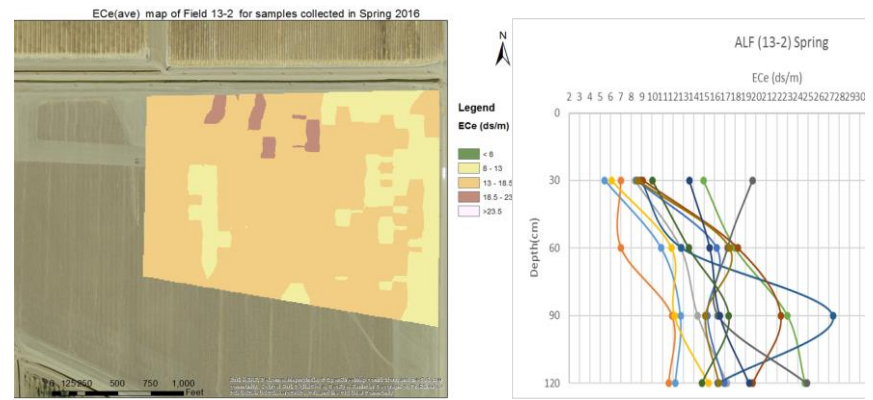 ECe(ave) map of Field 13-2 for samples collected in Spring 2016
N
Legend
ECe (ds/m)
< 8
8 - 13
13 - 18.5
18.5 - 23
>23.5
0 125250 500 750 1,000
Feet
ALF (13-2) Spring
ECe (ds/m)
2 3 4 5 6 7 8 9 10 11 12 13 14 15 16 17 18 19 20 21 22 23 24 25 26 27 28 29 30
0
30
60
90
120
Depth(cm)